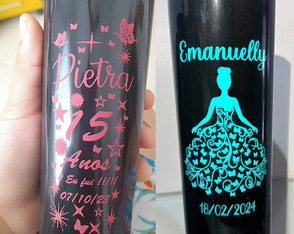 Pietra
15
Anos
Eu fui !!!!!
07/10/23
Emanuelly
18/02/2024